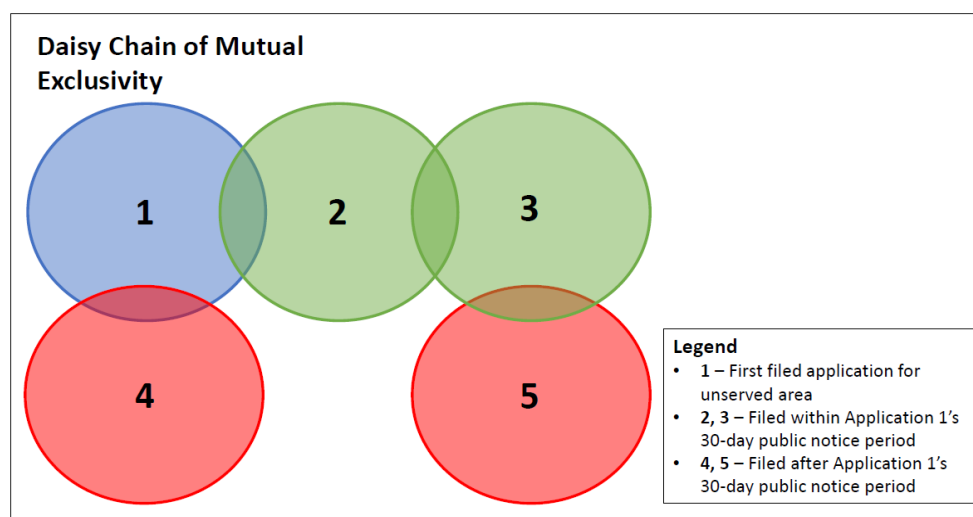 Daisy Chain of Mutual
Exclusivity
1
2
3
4
5
Legend
• 1 – First filed application for
unserved area
• 2, 3 – Filed within Application 1's
30-day public notice period
• 4, 5 – Filed after Application 1's
30-day public notice period